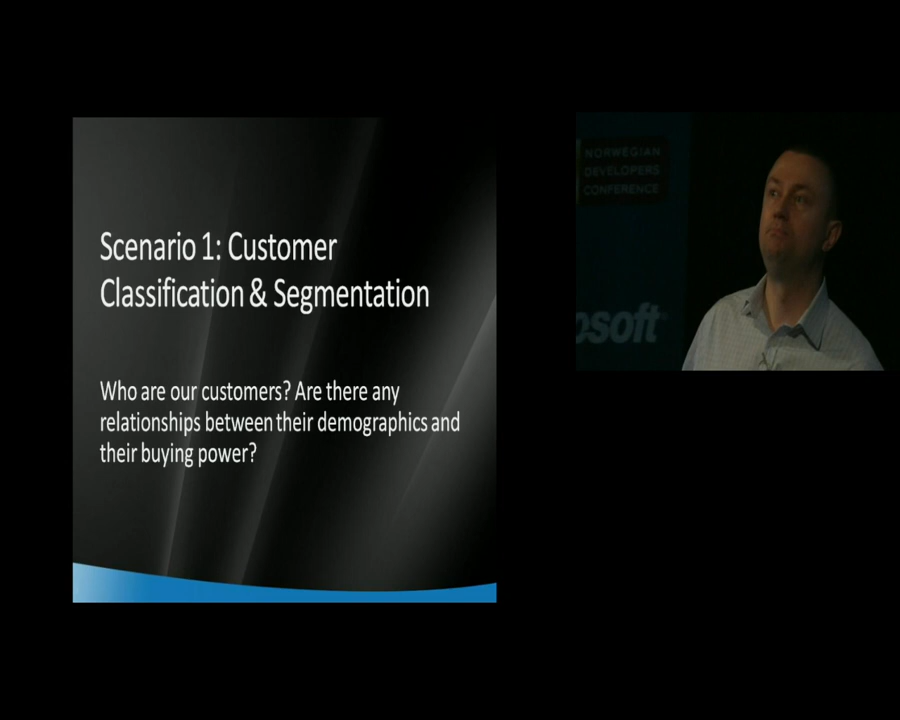 Scenario 1: Customer
Classification & Segmentation
Who are our customers? Are there any
relationships between their demographics and
their buying power?
NORWEGIAN
DEVELOPERS
CONFERENCE
osoft